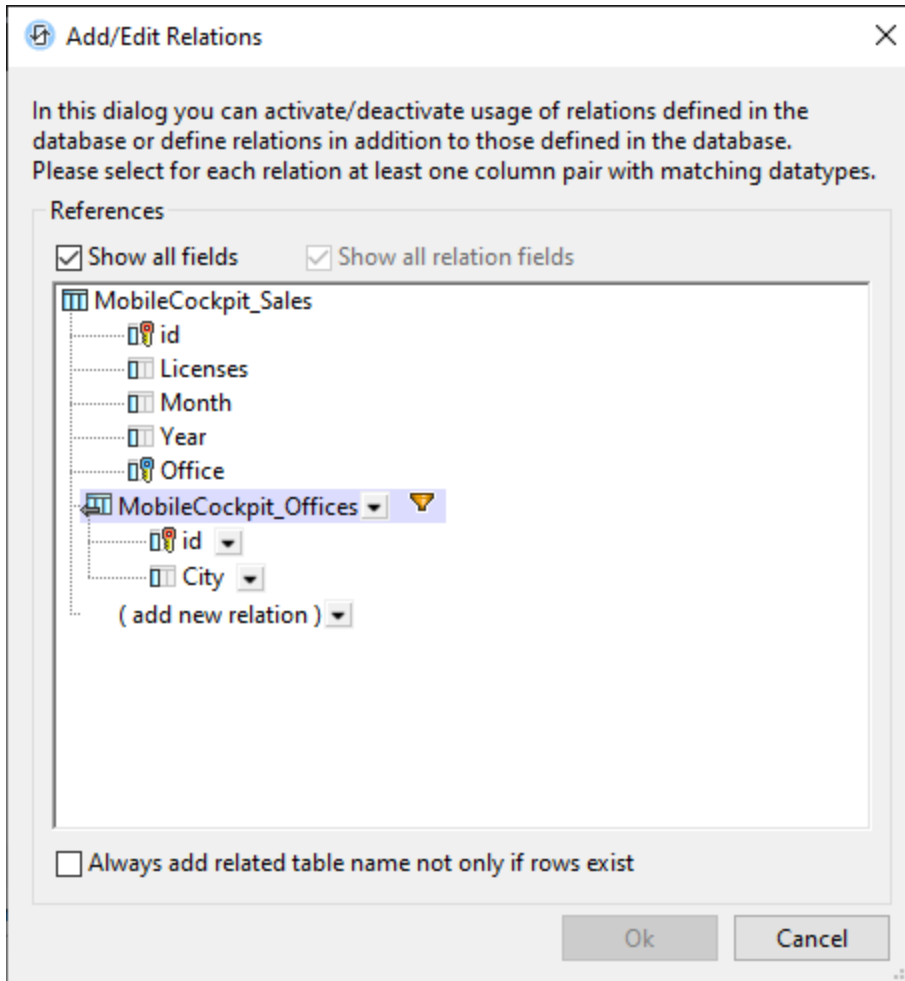 Add/Edit Relations
In this dialog you can activate/deactivate usage of relations defined in the
database or define relations in addition to those defined in the database.
Please select for each relation at least one column pair with matching datatypes.
References
Show all fields
Show all relation fields
MobileCockpit_Sales
id
Licenses
Month
Year
Office
MobileCockpit_Offices
id
City
( add new relation )
Always add related table name not only if rows exist
Ok
Cancel